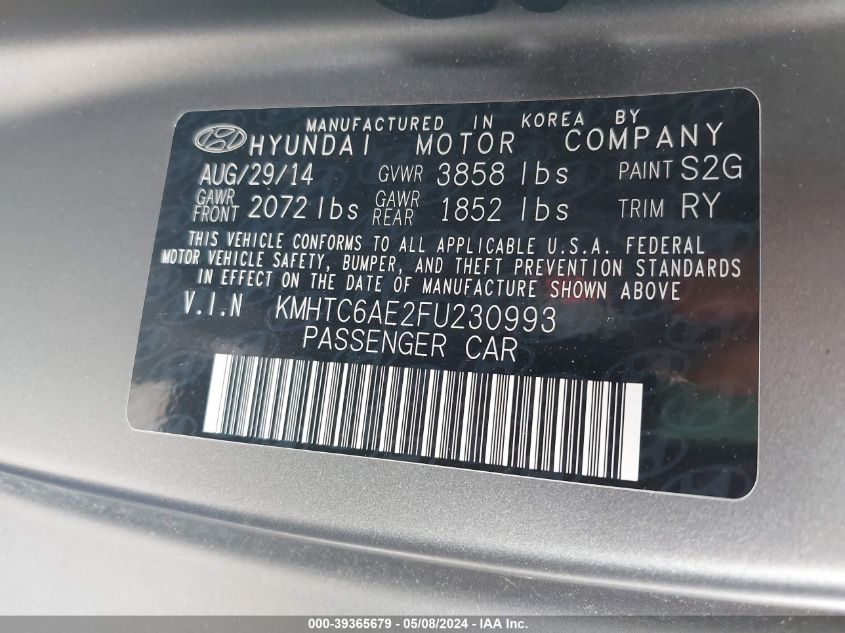 MANUFACTURED IN KOREA BY
HYUNDAI MOTOR COMPANY
AUG/29/14 GVWR 3858 lbs PAINT S2G
GAWR FRONT 2072 lbs GAWR REAR 1852 lbs TRIM RY
THIS VEHICLE CONFORMS TO ALL APPLICABLE U.S.A. FEDERAL
MOTOR VEHICLE SAFETY, BUMPER, AND THEFT PREVENTION STANDARDS
IN EFFECT ON THE DATE OF MANUFACTURE SHOWN ABOVE
V.I.N KMHTC6AE2FU230993
PASSENGER CAR
000-39365679 - 05/08/2024 - IAA Inc.